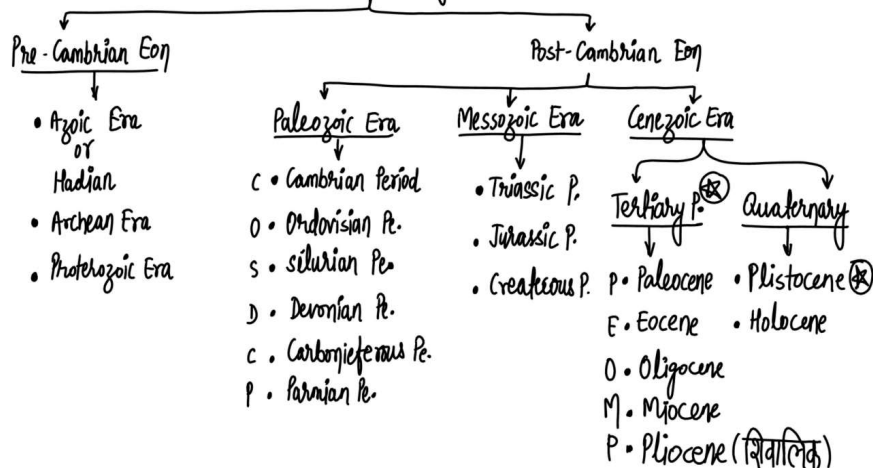 Pre-Cambrian Eon
Post-Cambrian Eon
• Azoic Era
or
Hadian
• Archean Era
• Proterozoic Era
Paleozoic Era
C • Cambrian Period
O • Ordovisian Pe.
S • Silurian Pe.
D • Devonian Pe.
C • Carbonieferous Pe.
P • Parmian Pe.
Messozoic Era
• Triassic P.
• Jurassic P.
• Createous P.
Cenezoic Era
Tertiary P.
P • Paleocene
E • Eocene
O • Oligocene
M • Miocene
P • Pliocene (शिवालिक)
Quaternary
• Plistocene
• Holocene